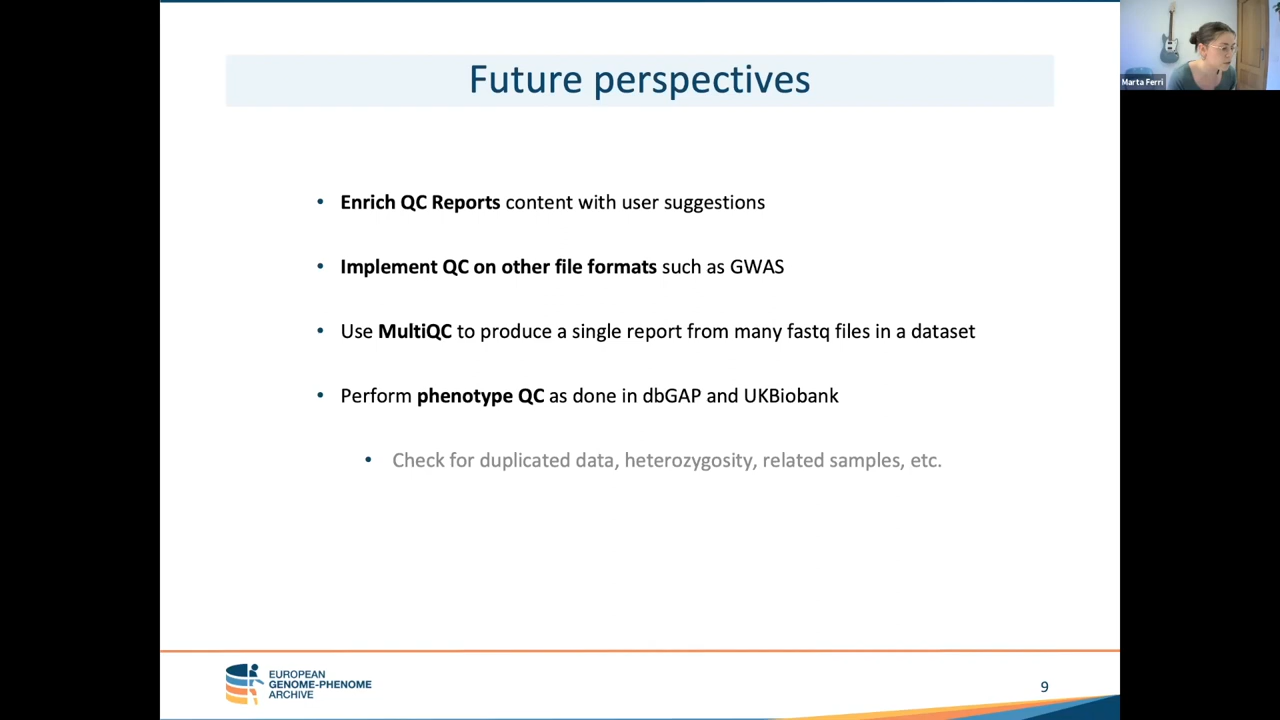 Future perspectives
Marta Ferri
• Enrich QC Reports content with user suggestions
• Implement QC on other file formats such as GWAS
• Use MultiQC to produce a single report from many fastq files in a dataset
• Perform phenotype QC as done in dbGAP and UKBiobank
• Check for duplicated data, heterozygosity, related samples, etc.
EUROPEAN
GENOME-PHENOME
ARCHIVE
9